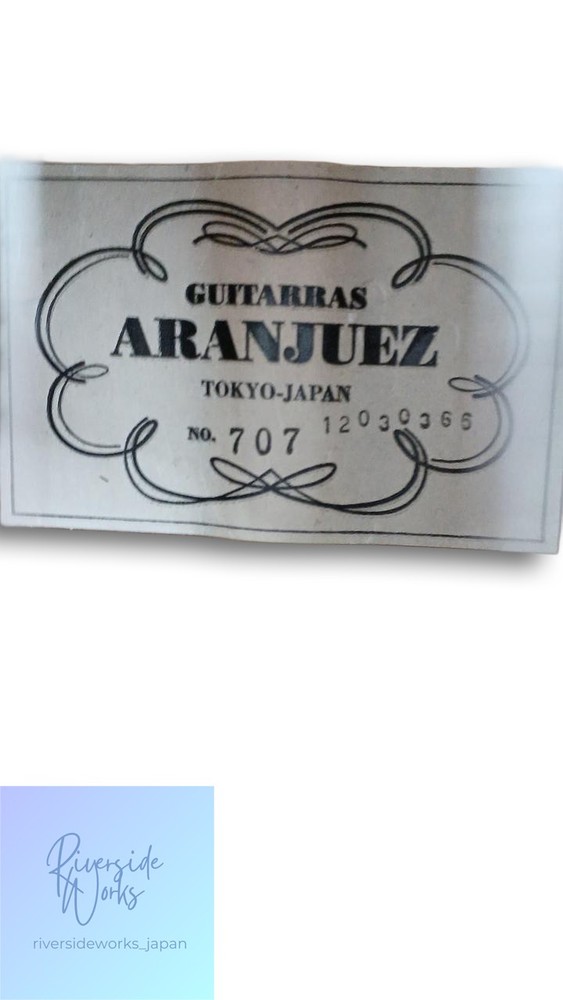 GUITARRAS
ARANJUEZ
TOKYO-JAPAN
NO. 707 12030366
Riverside
Works
riversideworks_japan